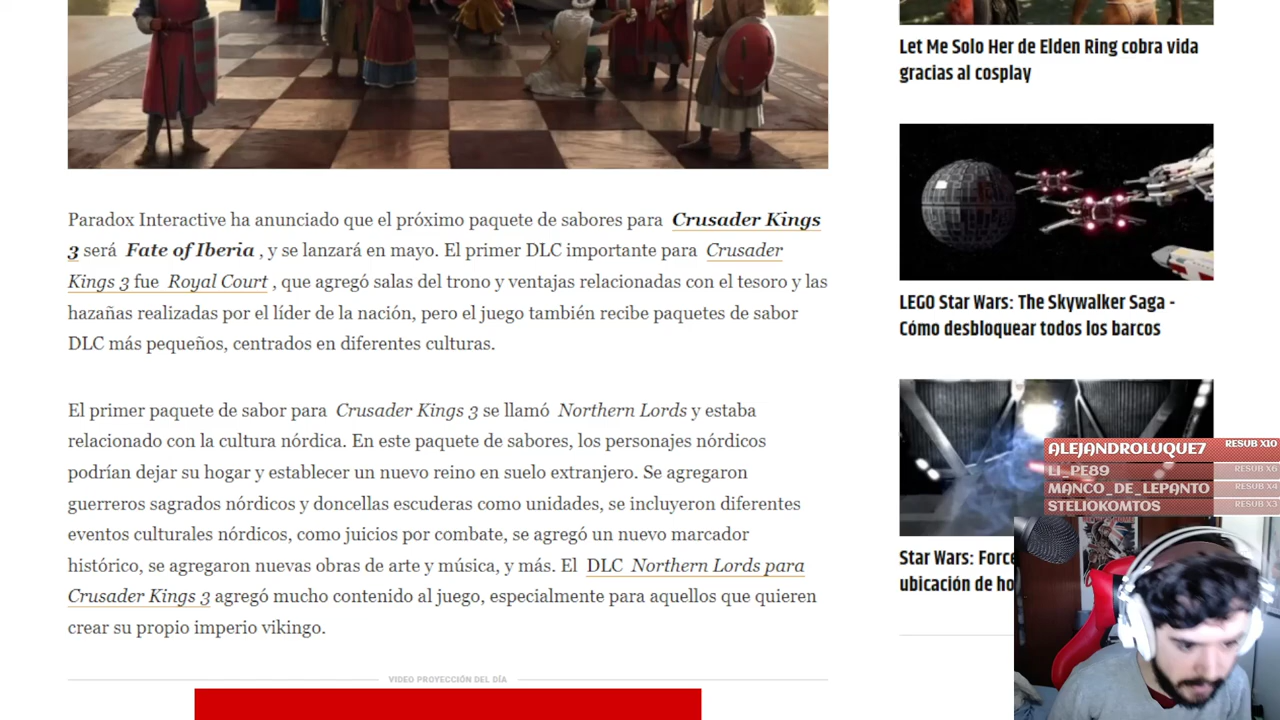 Paradox Interactive ha anunciado que el próximo paquete de sabores para Crusader Kings
3 será Fate of Iberia , y se lanzará en mayo. El primer DLC importante para Crusader
Kings 3 fue Royal Court , que agregó salas del trono y ventajas relacionadas con el tesoro y las
hazañas realizadas por el líder de la nación, pero el juego también recibe paquetes de sabor
DLC más pequeños, centrados en diferentes culturas.
El primer paquete de sabor para Crusader Kings 3 se llamó Northern Lords y estaba
relacionado con la cultura nórdica. En este paquete de sabores, los personajes nórdicos
podrían dejar su hogar y establecer un nuevo reino en suelo extranjero. Se agregaron
guerreros sagrados nórdicos y doncellas escuderas como unidades, se incluyeron diferentes
eventos culturales nórdicos, como juicios por combate, se agregó un nuevo marcador
histórico, se agregaron nuevas obras de arte y música, y más. El DLC Northern Lords para
Crusader Kings 3 agregó mucho contenido al juego, especialmente para aquellos que quieren
crear su propio imperio vikingo.
VIDEO PROYECCIÓN DEL DÍA
Let Me Solo Her de Elden Ring cobra vida
gracias al cosplay
LEGO Star Wars: The Skywalker Saga -
Cómo desbloquear todos los barcos
ALEJANDROLUQUE7 RESUB X10
LI_PE89 RESUB X6
MANCO_DE_LEPANTO RESUB X4
STELIOKOMTOS RESUB X3
Star Wars: Force
ubicación de ho